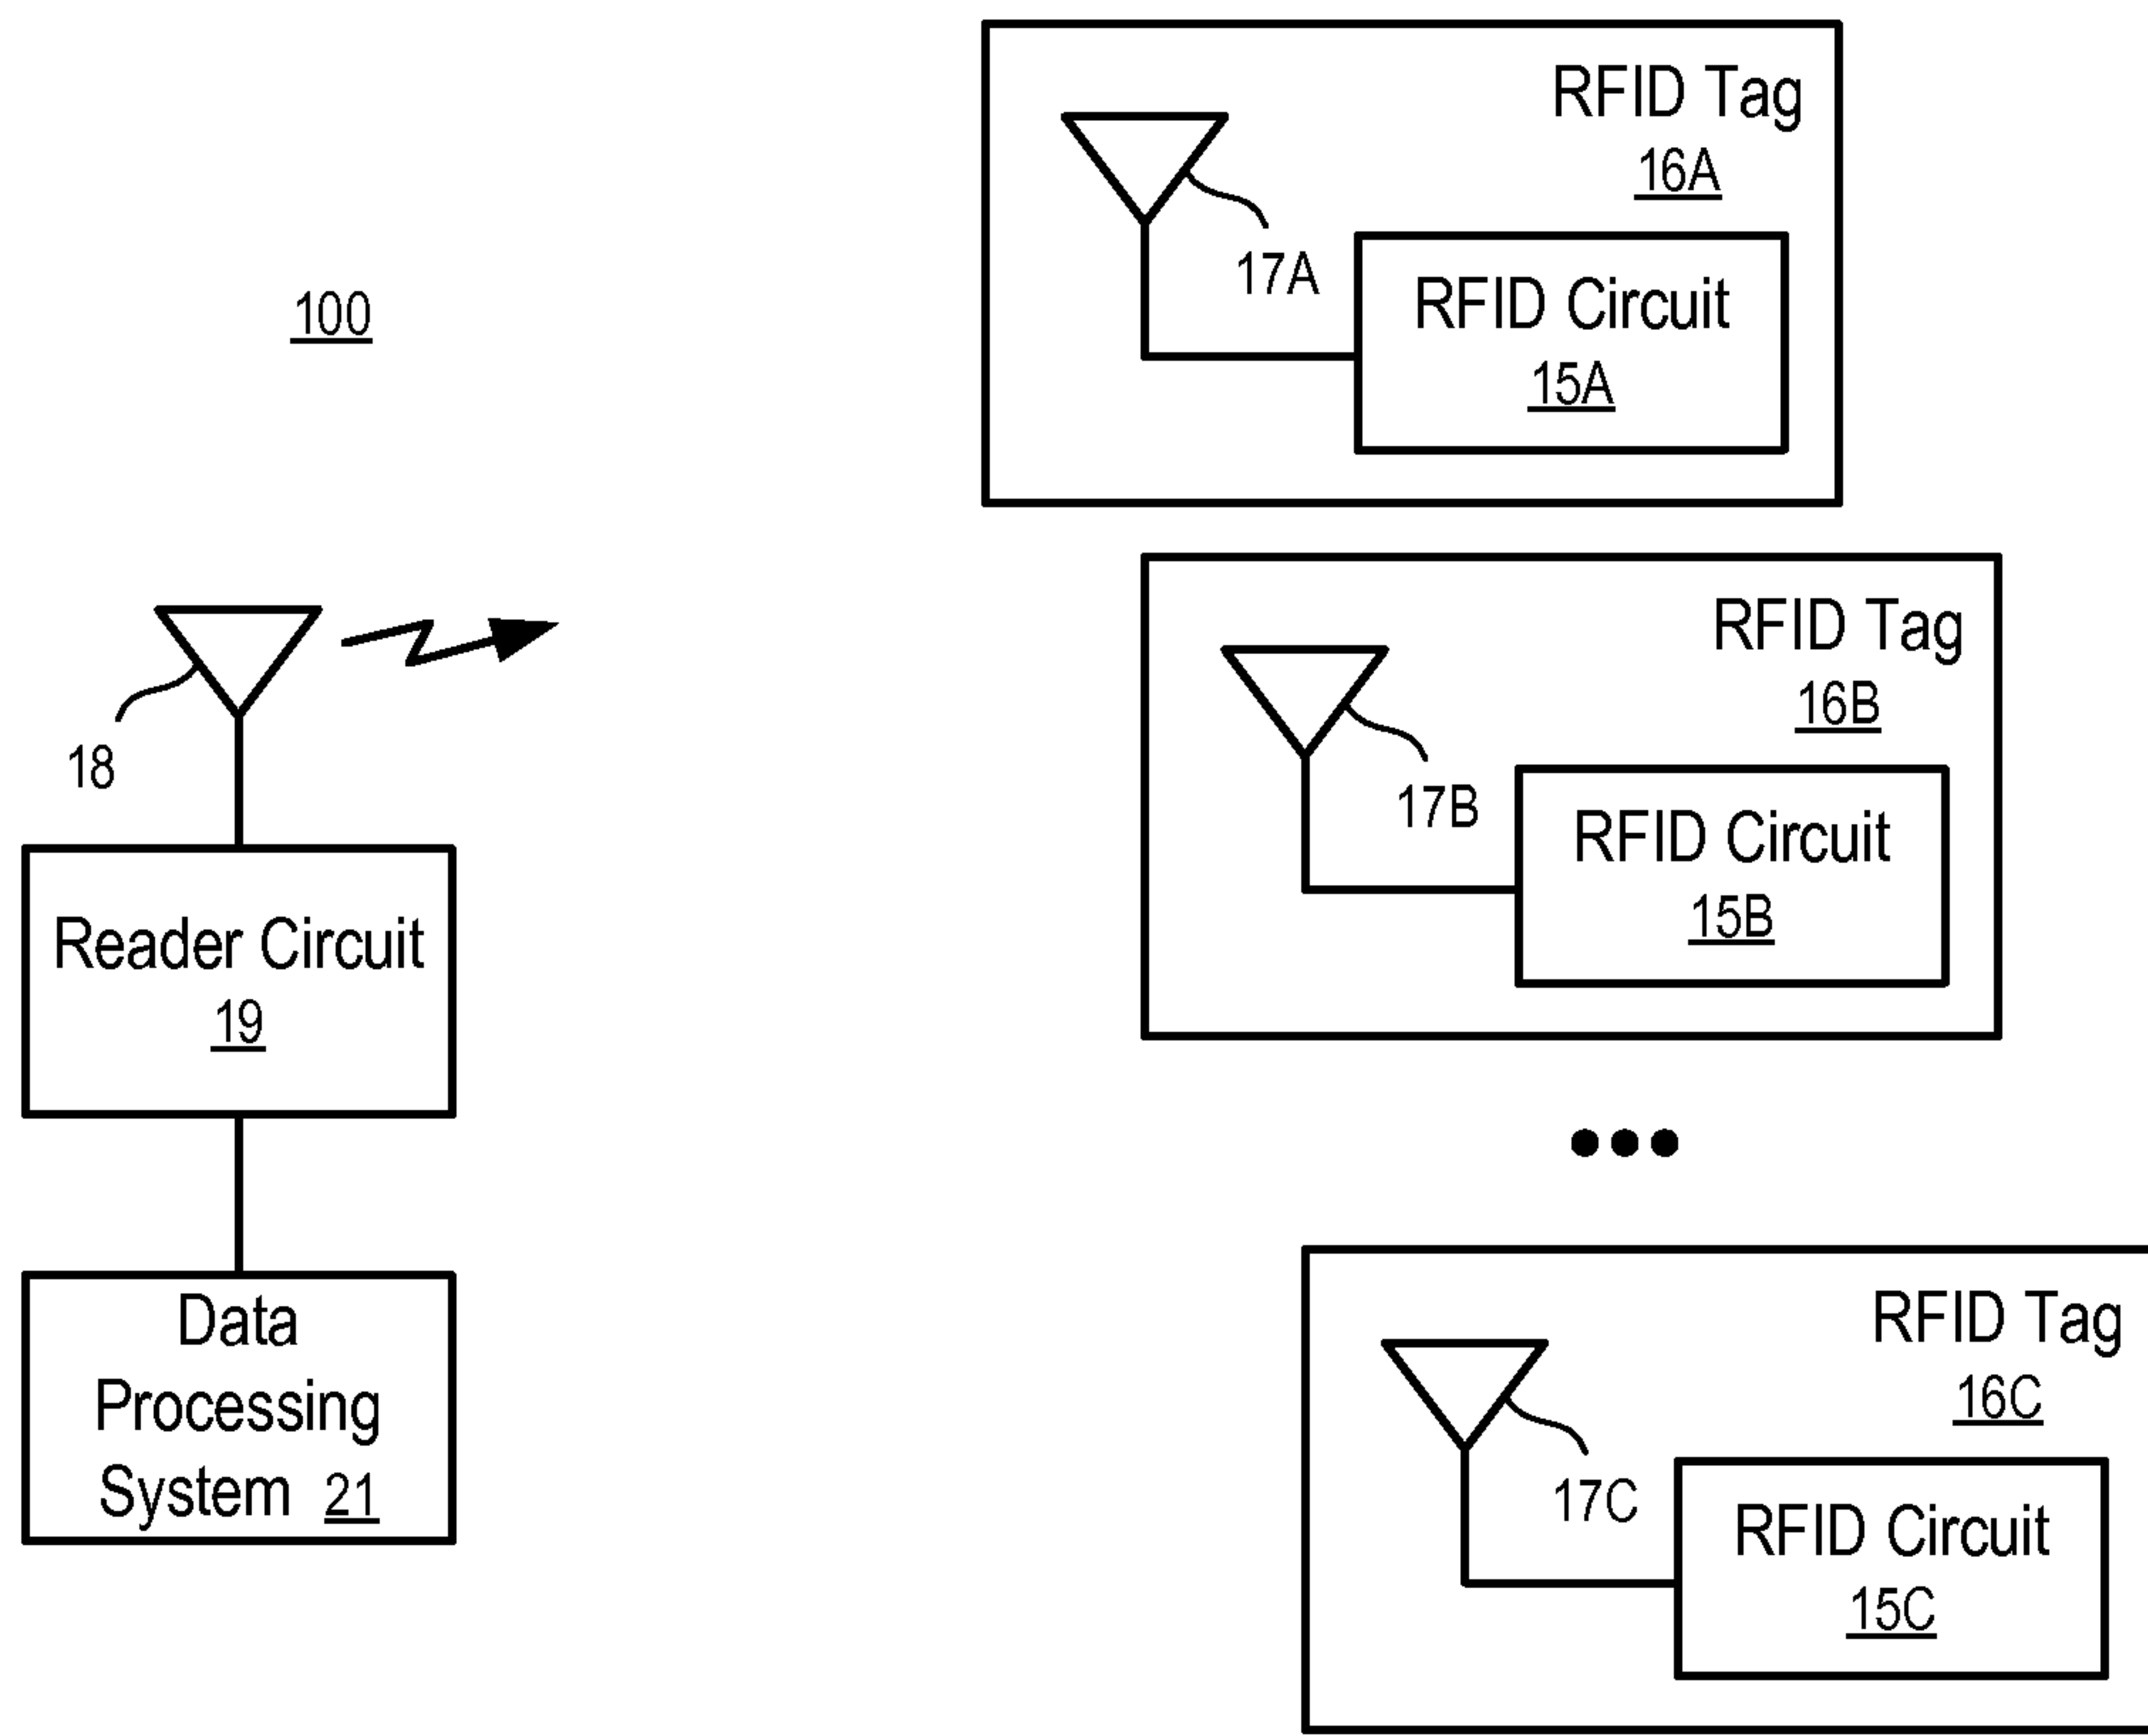 100
18
Reader Circuit
19
Data
Processing
System 21
RFID Tag
16A
17A
RFID Circuit
15A
RFID Tag
16B
17B
RFID Circuit
15B
RFID Tag
16C
17C
RFID Circuit
15C